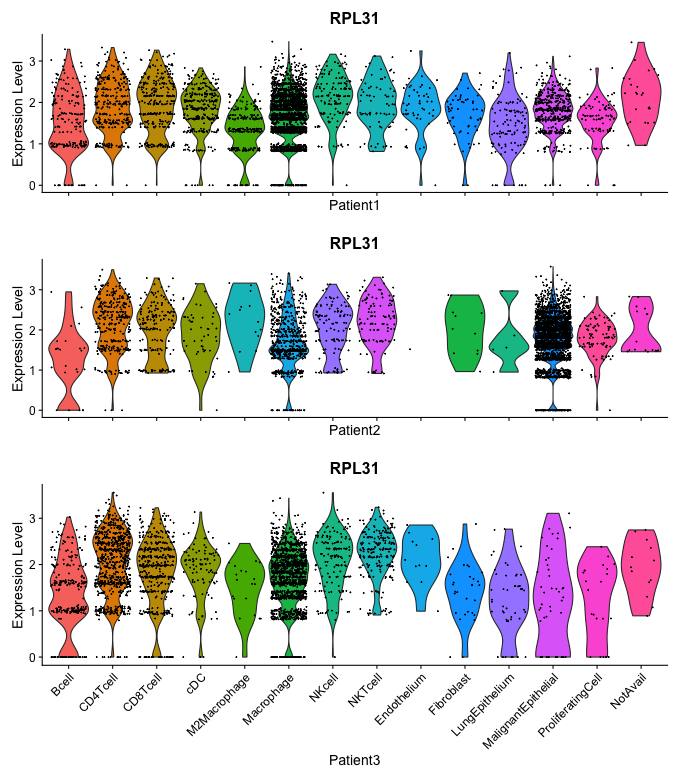 RPL31
Expression Level
3
2
1
0
Patient1
RPL31
Expression Level
3
2
1
0
Patient2
RPL31
Expression Level
3
2
1
0
Bcell
CD4Tcell
CD8Tcell
cDC
M2Macrophage
Macrophage
NKcell
NKTcell
Endothelium
Fibroblast
LungEpithelium
MalignantEpithelial
ProliferatingCell
NotAvail
Patient3